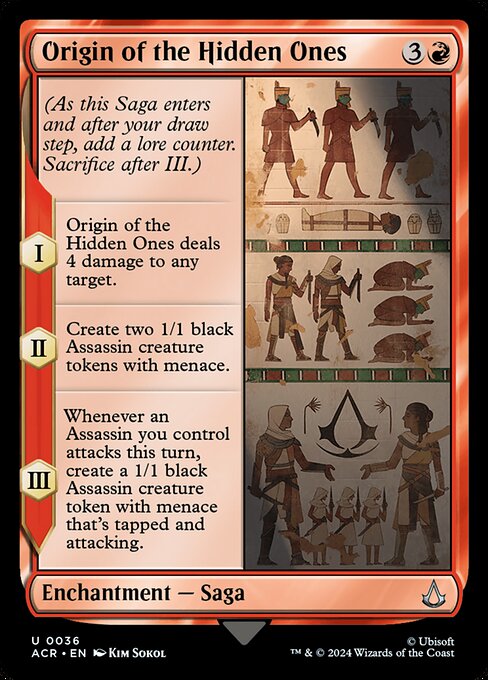 Origin of the Hidden Ones 3
(As this Saga enters
and after your draw
step, add a lore counter.
Sacrifice after III.)
I
Origin of the
Hidden Ones deals
4 damage to any
target.
II
Create two 1/1 black
Assassin creature
tokens with menace.
III
Whenever an
Assassin you control
attacks this turn,
create a 1/1 black
Assassin creature
token with menace
that's tapped and
attacking.
Enchantment — Saga
U 0036
ACR • EN Kim Sokol
© Ubisoft
™ & © 2024 Wizards of the Coast